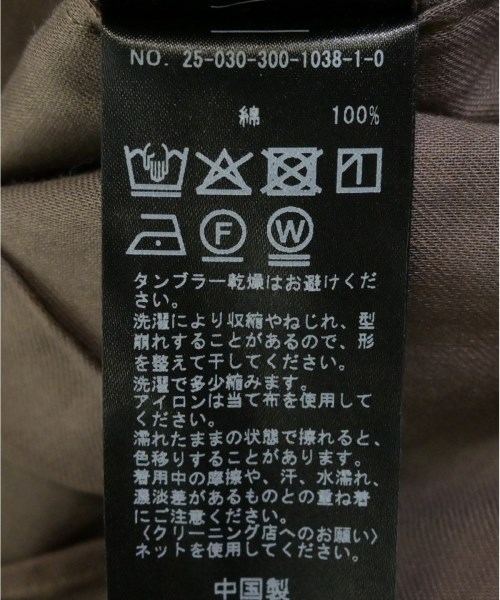 NO. 25-030-300-1038-1-0
綿 100%
F W
タンブラー乾燥はお避けくだ
さい。
洗濯により収縮やねじれ、型
崩れすることがあるので、形
を整えて干してください。
洗濯で多少縮みます。
アイロンは当て布を使用して
ください。
濡れたままの状態で擦れると、
色移りすることがあります。
着用中の摩擦や、汗、水濡れ、
濃淡差があるものとの重ね着
にご注意ください。
〈クリーニング店へのお願い〉
ネットを使用してください。
中国製